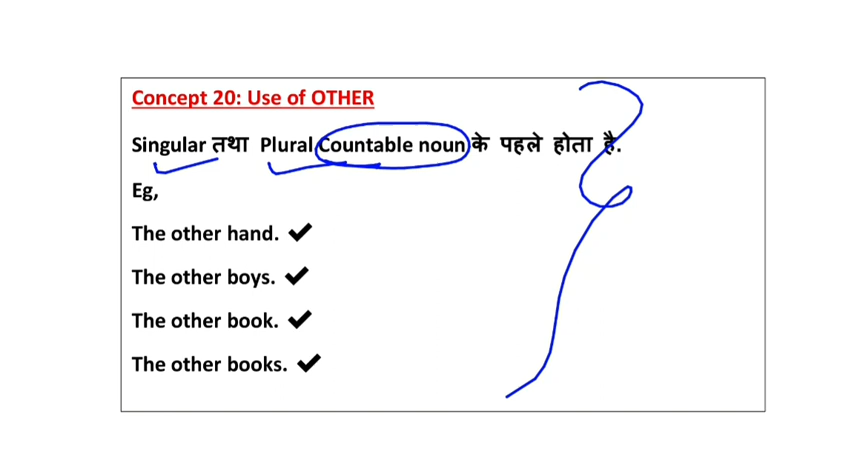 Concept 20: Use of OTHER
Singular तथा Plural Countable noun के पहले होता है.
Eg,
The other hand. ✔
The other boys. ✔
The other book. ✔
The other books. ✔